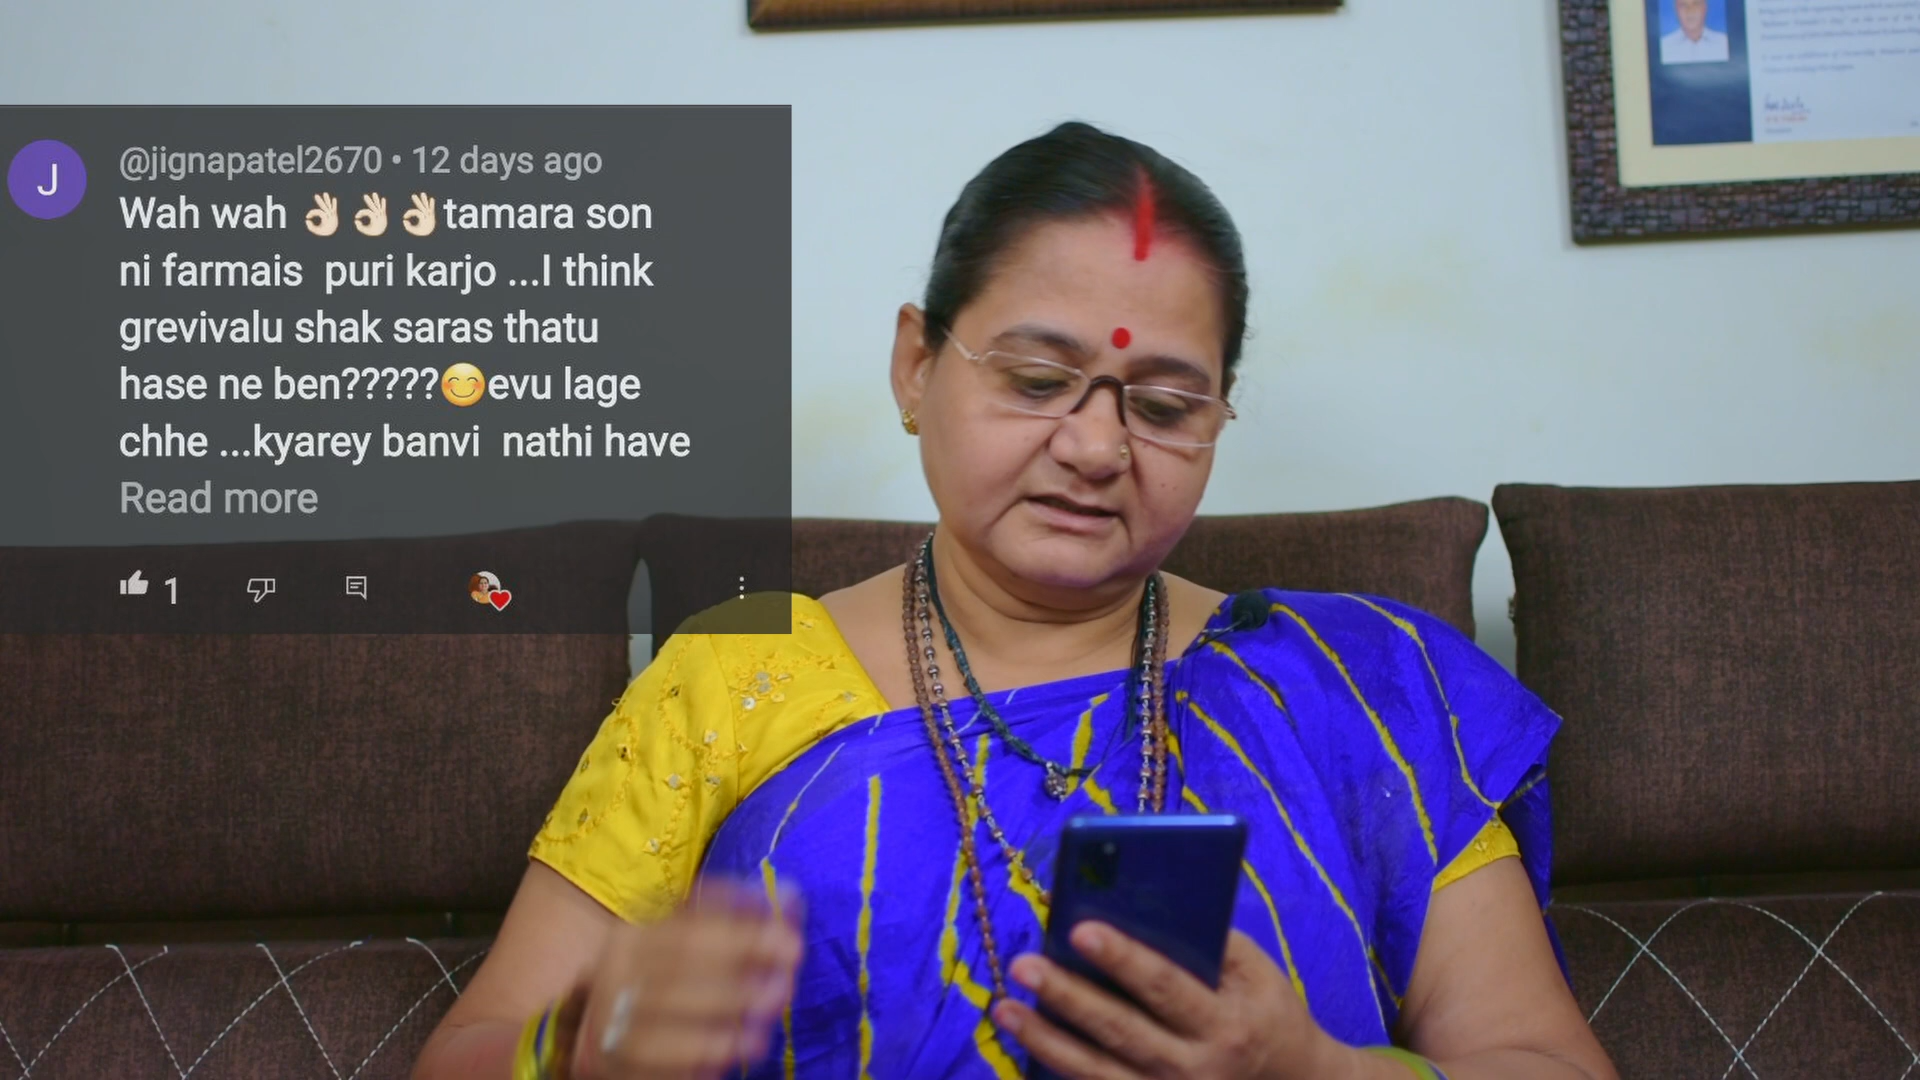 J
@jignapatel2670 • 12 days ago
Wah wah 👌🏻👌🏻👌🏻tamara son
ni farmais puri karjo ...I think
grevivalu shak saras thatu
hase ne ben?????😊evu lage
chhe ...kyarey banvi nathi have
Read more
1